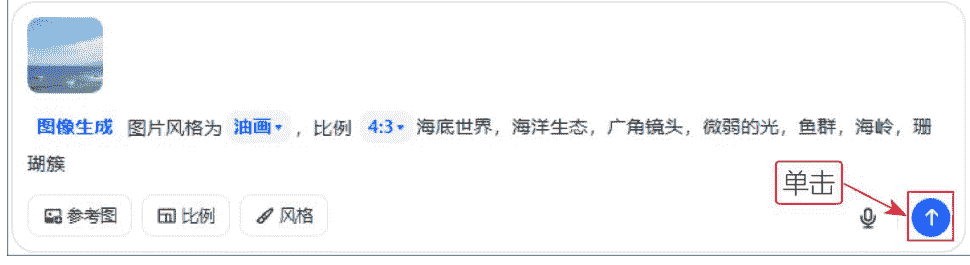 图像生成 图片风格为 油画 ，比例 4:3 海底世界，海洋生态，广角镜头，微弱的光，鱼群，海岭，珊
瑚簇
单击
参考图 比例 风格